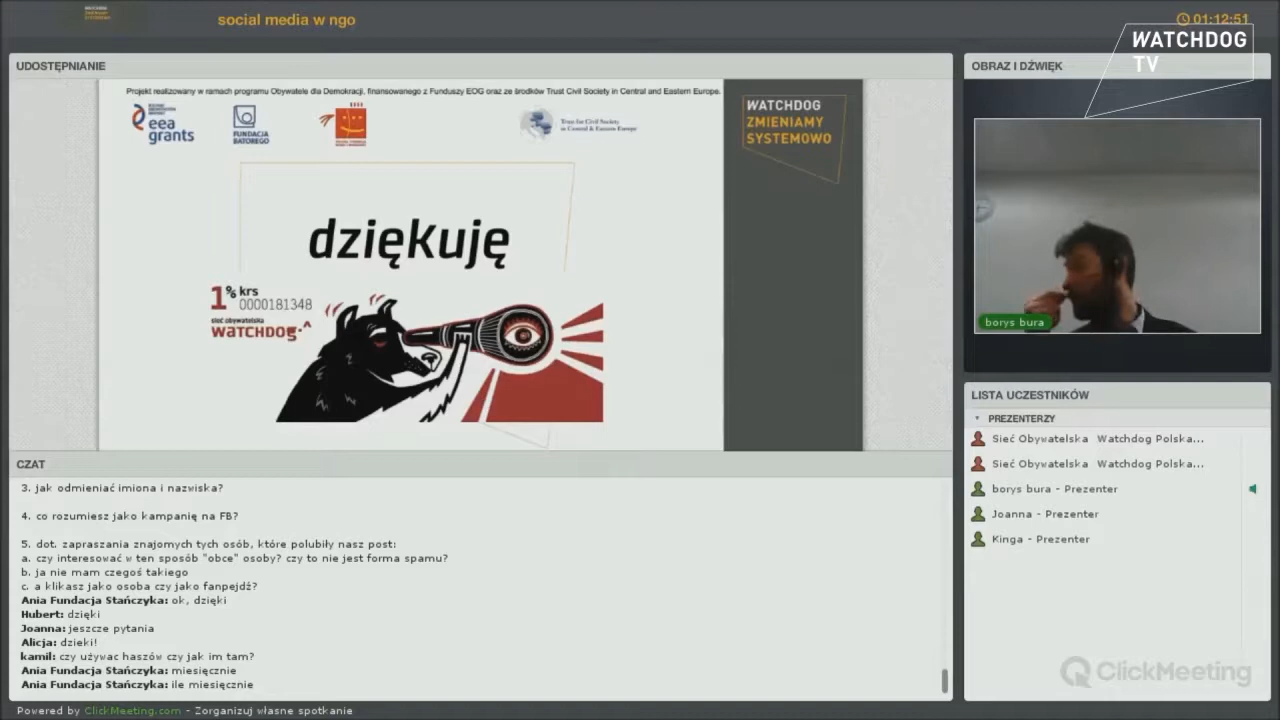 social media w ngo
01:12:51
WATCHDOG
TV
UDOSTĘPNIANIE
OBRAZ I DŹWIĘK
Projekt realizowany w ramach programu Obywatele dla Demokracji, finansowanego z Funduszy EOG oraz ze środków Trust Civil Society in Central and Eastern Europe.
eea
grants
FUNDACJA
BATOREGO
Trust for Civil Society
in Central & Eastern Europe
WATCHDOG
ZMIENIAMY
SYSTEMOWO
dziękuję
1% krs
0000181348
sieć obywatelska
WATCHDOG
borys bura
LISTA UCZESTNIKÓW
PREZENTERZY
Sieć Obywatelska Watchdog Polska...
Sieć Obywatelska Watchdog Polska...
borys bura - Prezenter
Joanna - Prezenter
Kinga - Prezenter
CZAT
3. jak odmieniać imiona i nazwiska?
4. co rozumiesz jako kampanię na FB?
5. dot. zapraszania znajomych tych osób, które polubiły nasz post:
a. czy interesować w ten sposób "obce" osoby? czy to nie jest forma spamu?
b. ja nie mam czegoś takiego
c. a klikasz jako osoba czy jako fanpejdż?
Ania Fundacja Stańczyka: ok, dzięki
Hubert: dzięki
Joanna: jeszcze pytania
Alicja: dzieki!
kamil: czy używac haszów czy jak im tam?
Ania Fundacja Stańczyka: miesięcznie
Ania Fundacja Stańczyka: ile miesięcznie
ClickMeeting
Powered by ClickMeeting.com - Zorganizuj własne spotkanie